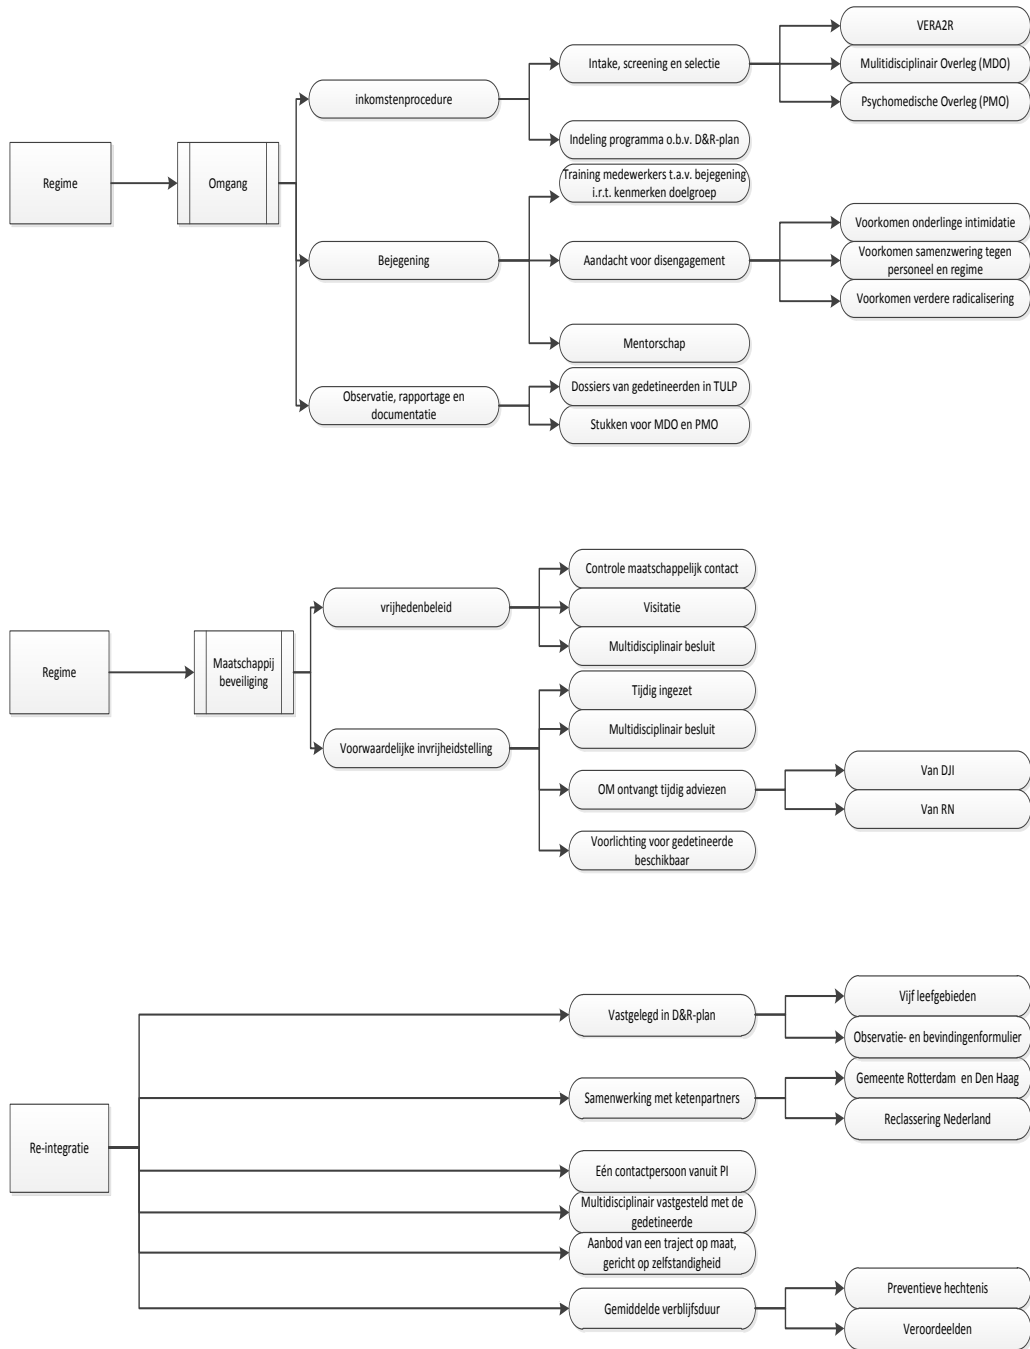 Regime
Omgang
inkomstenprocedure
Intake, screening en selectie
VERA2R
Mulitidisciplinair Overleg (MDO)
Psychomedische Overleg (PMO)
Indeling programma o.b.v. D&R-plan
Bejegening
Training medewerkers t.a.v. bejegening
i.r.t. kenmerken doelgroep
Aandacht voor disengagement
Voorkomen onderlinge intimidatie
Voorkomen samenzwering tegen
personeel en regime
Voorkomen verdere radicalisering
Mentorschap
Observatie, rapportage en
documentatie
Dossiers van gedetineerden in TULP
Stukken voor MDO en PMO
Regime
Maatschappij
beveiliging
vrijhedenbeleid
Controle maatschappelijk contact
Visitatie
Multidisciplinair besluit
Voorwaardelijke invrijheidstelling
Tijdig ingezet
Multidisciplinair besluit
OM ontvangt tijdig adviezen
Van DJI
Van RN
Voorlichting voor gedetineerde
beschikbaar
Re-integratie
Vastgelegd in D&R-plan
Vijf leefgebieden
Observatie- en bevindingenformulier
Samenwerking met ketenpartners
Gemeente Rotterdam en Den Haag
Reclassering Nederland
Eén contactpersoon vanuit PI
Multidisciplinair vastgesteld met de
gedetineerde
Aanbod van een traject op maat,
gericht op zelfstandigheid
Gemiddelde verblijfsduur
Preventieve hechtenis
Veroordeelden